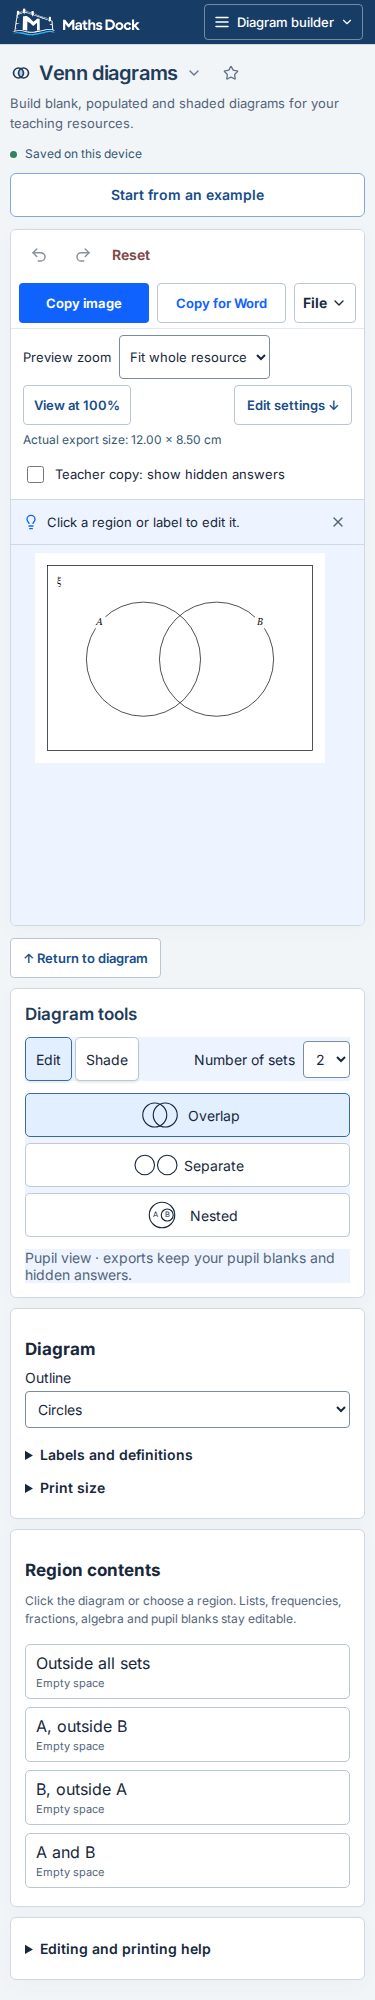 Maths Dock
Diagram builder
Venn diagrams
Build blank, populated and shaded diagrams for your
teaching resources.
Saved on this device
Start from an example
Reset
Copy image
Copy for Word
File
Preview zoom
Fit whole resource
View at 100%
Edit settings ↓
Actual export size: 12.00 × 8.50 cm
Teacher copy: show hidden answers
Click a region or label to edit it.
ξ
A
B
↑ Return to diagram
Diagram tools
Edit
Shade
Number of sets
2
Overlap
Separate
A B
Nested
Pupil view · exports keep your pupil blanks and
hidden answers.
Diagram
Outline
Circles
Labels and definitions
Print size
Region contents
Click the diagram or choose a region. Lists, frequencies,
fractions, algebra and pupil blanks stay editable.
Outside all sets
Empty space
A, outside B
Empty space
B, outside A
Empty space
A and B
Empty space
Editing and printing help